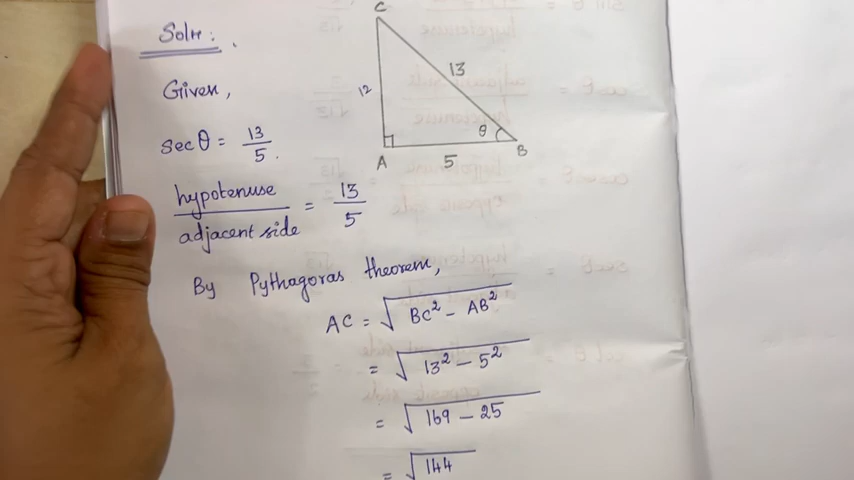 Soln:
Given,
sec θ = 13/5.
hypotenuse/adjacent side = 13/5
C
12
13
θ
A
5
B
By Pythagoras theorem,
AC = √(BC² - AB²)
= √(13² - 5²)
= √(169 - 25)
= √144